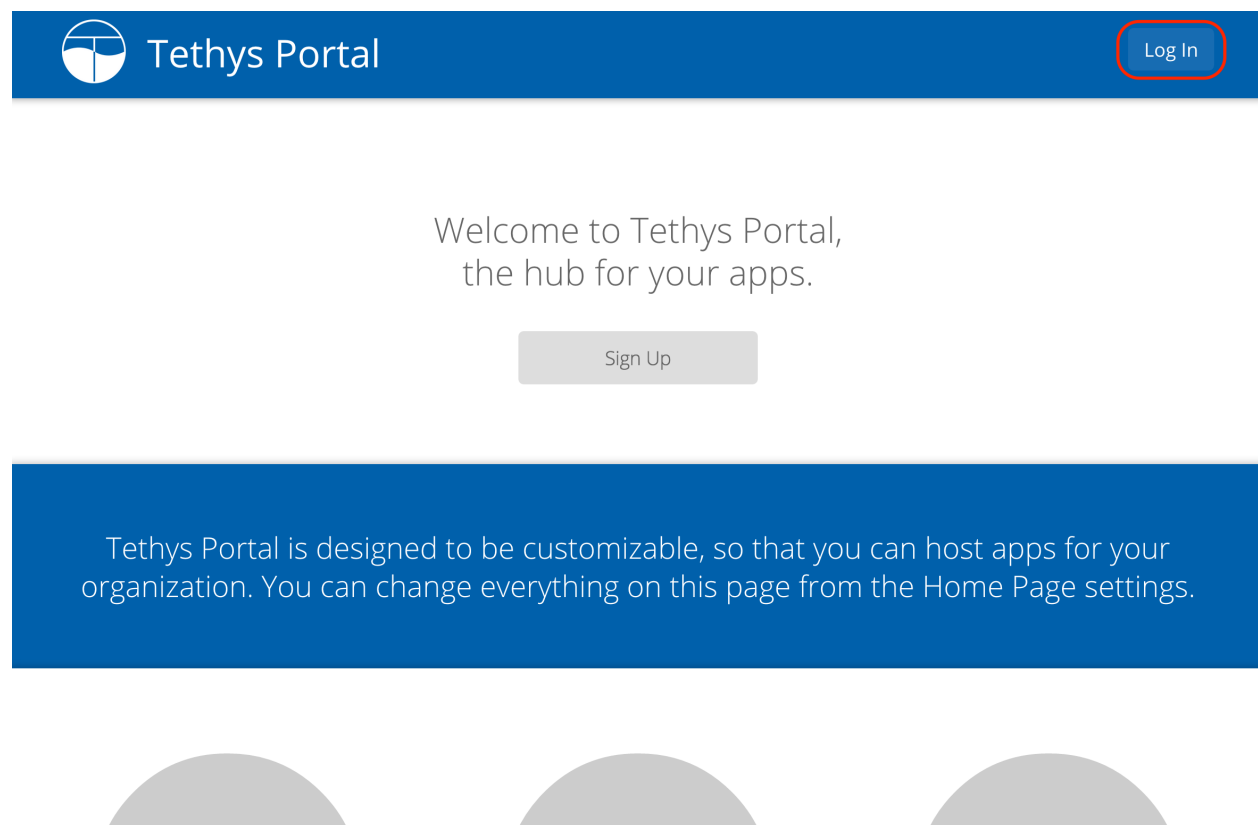 Tethys Portal
Log In
Welcome to Tethys Portal,
the hub for your apps.
Sign Up
Tethys Portal is designed to be customizable, so that you can host apps for your
organization. You can change everything on this page from the Home Page settings.